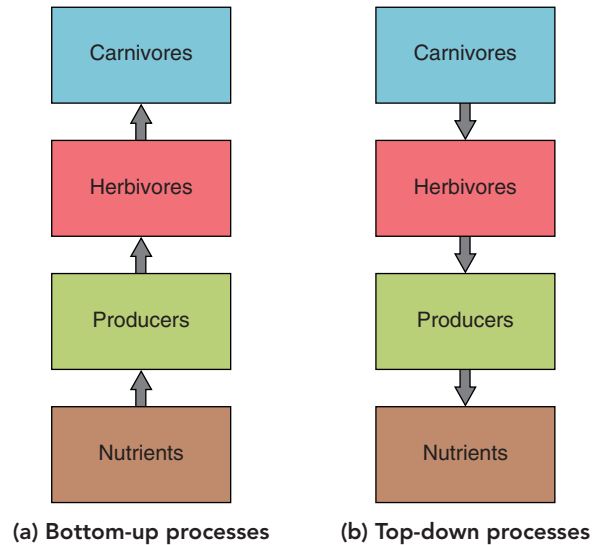 Carnivores
Herbivores
Producers
Nutrients
(a) Bottom-up processes
Carnivores
Herbivores
Producers
Nutrients
(b) Top-down processes